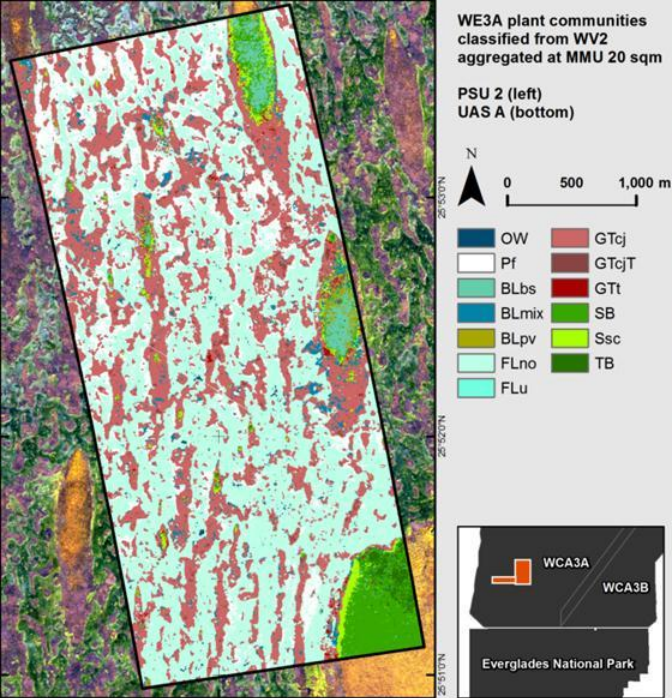 WE3A plant communities
classified from WV2
aggregated at MMU 20 sqm
PSU 2 (left)
UAS A (bottom)
N
0 500 1,000 m
25°53'0"N
25°52'0"N
25°51'0"N
OW
Pf
BLbs
BLmix
BLpv
FLno
FLu
GTcj
GTcjT
GTt
SB
Ssc
TB
WCA3A
WCA3B
Everglades National Park